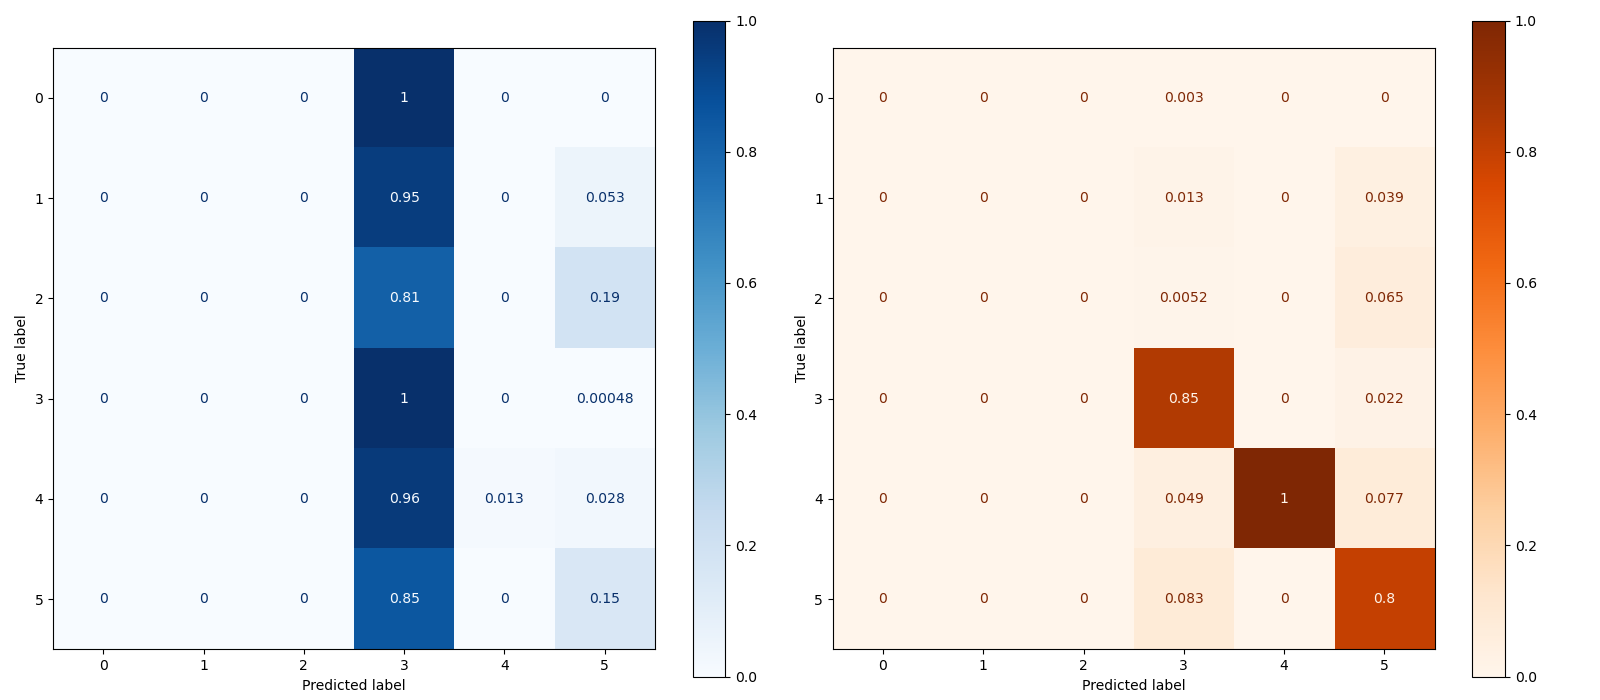 1.0 1.0
0 0 0 0 1 0 0 0 0 0 0 0.003 0 0
0.8 0.8
1 0 0 0 0.95 0 0.053 1 0 0 0 0.013 0 0.039
0.6 0.6
2 0 0 0 0.81 0 0.19 2 0 0 0 0.0052 0 0.065
True label True label
3 0 0 0 1 0 0.00048 3 0 0 0 0.85 0 0.022
0.4 0.4
4 0 0 0 0.96 0.013 0.028 4 0 0 0 0.049 1 0.077
0.2 0.2
5 0 0 0 0.85 0 0.15 5 0 0 0 0.083 0 0.8
0 1 2 3 4 5 0 1 2 3 4 5
0.0 0.0
Predicted label Predicted label